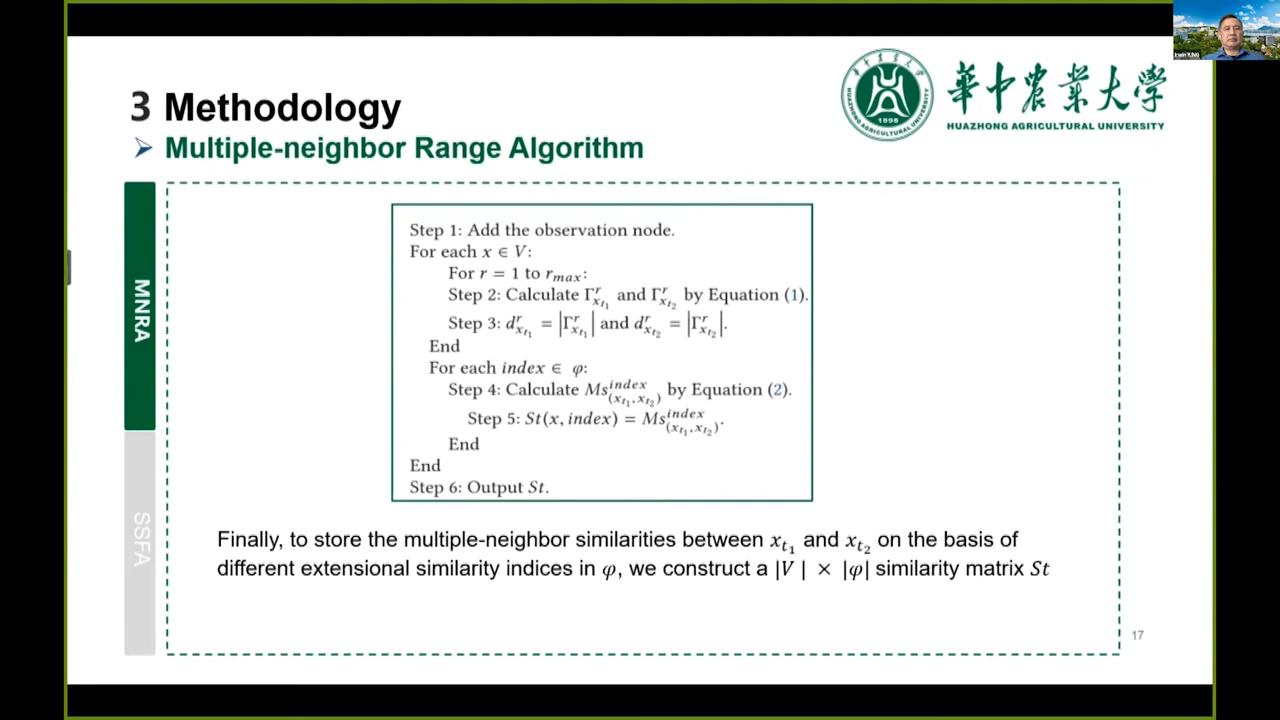 Irwin KING
3 Methodology
華中農業大学
HUAZHONG AGRICULTURAL UNIVERSITY
1898
➢ Multiple-neighbor Range Algorithm
MNRA
SSFA
Step 1: Add the observation node.
For each x ∈ V:
For r = 1 to r_max:
Step 2: Calculate Γ^r_{x_{t_1}} and Γ^r_{x_{t_2}} by Equation (1).
Step 3: d^r_{x_{t_1}} = |Γ^r_{x_{t_1}}| and d^r_{x_{t_2}} = |Γ^r_{x_{t_2}}|.
End
For each index ∈ φ:
Step 4: Calculate Ms^{index}_{(x_{t_1}, x_{t_2})} by Equation (2).
Step 5: St(x, index) = Ms^{index}_{(x_{t_1}, x_{t_2})}.
End
End
Step 6: Output St.
Finally, to store the multiple-neighbor similarities between x_{t_1} and x_{t_2} on the basis of
different extensional similarity indices in φ, we construct a |V| × |φ| similarity matrix St
17